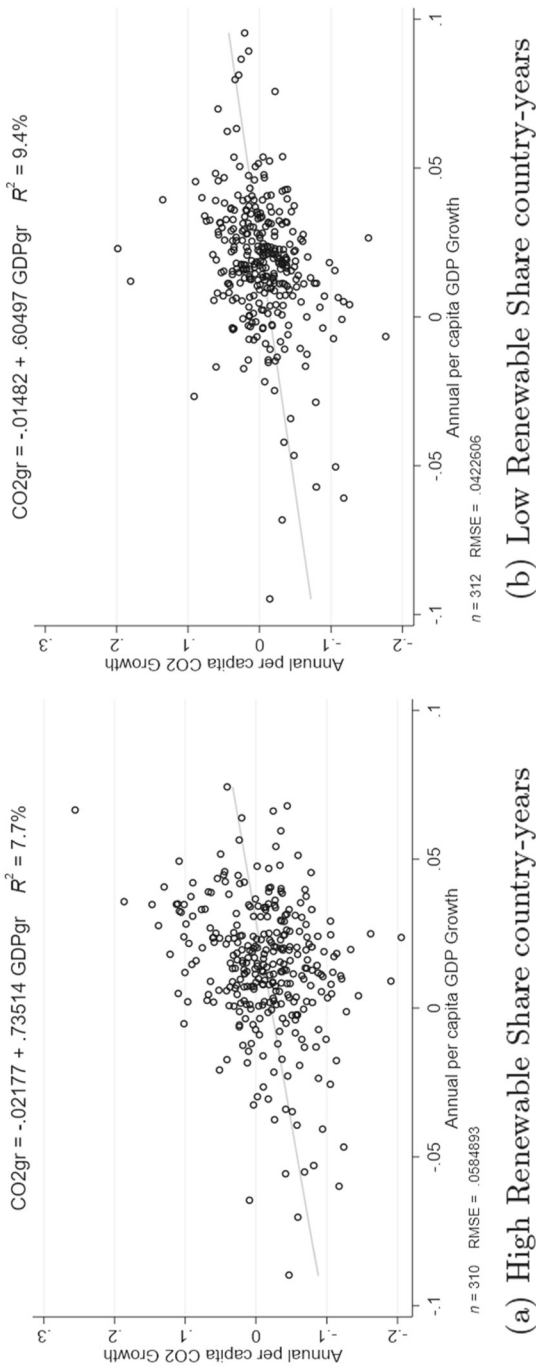 CO2gr = -.02177 + .73514 GDPgr   R² = 7.7%
.3
.2
.1
0
-.1
-.2
Annual per capita CO2 Growth
-.1
-.05
0
.05
.1
Annual per capita GDP Growth
n = 310   RMSE = .0584893
(a) High Renewable Share country-years
CO2gr = -.01482 + .60497 GDPgr   R² = 9.4%
.3
.2
.1
0
-.1
-.2
Annual per capita CO2 Growth
-.1
-.05
0
.05
.1
Annual per capita GDP Growth
n = 312   RMSE = .0422606
(b) Low Renewable Share country-years